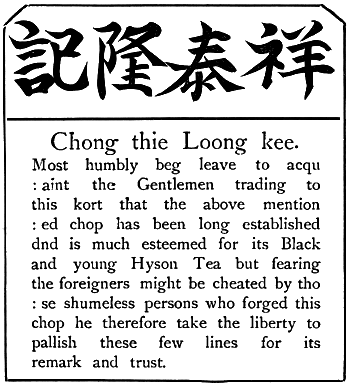 記隆泰祥
Chong thie Loong kee.
Most humbly beg leave to acqu
: aint the Gentlemen trading to
this kort that the above mention
: ed chop has been long established
dnd is much esteemed for its Black
and young Hyson Tea but fearing
the foreigners might be cheated by tho
: se shumeless persons who forged this
chop he therefore take the liberty to
pallish these few lines for its
remark and trust.